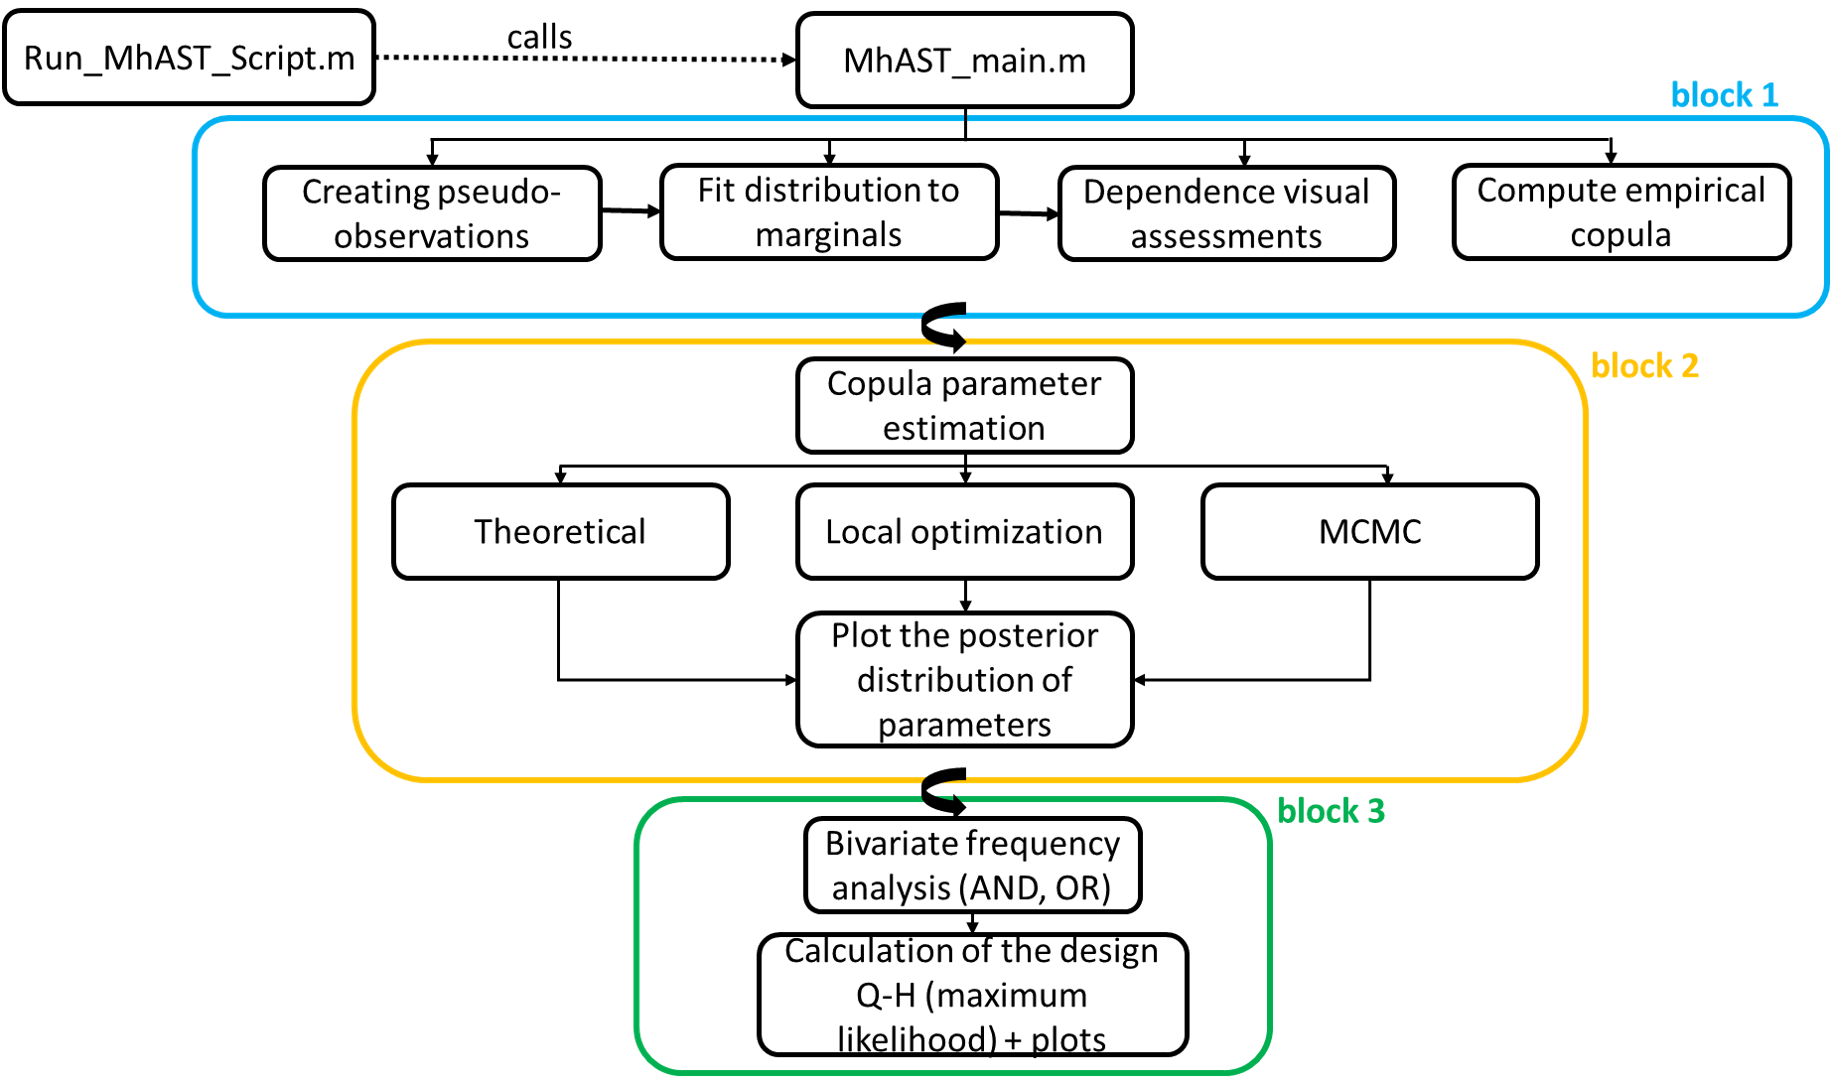 Run_MhAST_Script.m
calls
MhAST_main.m
block 1
Creating pseudo-
observations
Fit distribution to
marginals
Dependence visual
assessments
Compute empirical
copula
block 2
Copula parameter
estimation
Theoretical
Local optimization
MCMC
Plot the posterior
distribution of
parameters
block 3
Bivariate frequency
analysis (AND, OR)
Calculation of the design
Q-H (maximum
likelihood) + plots